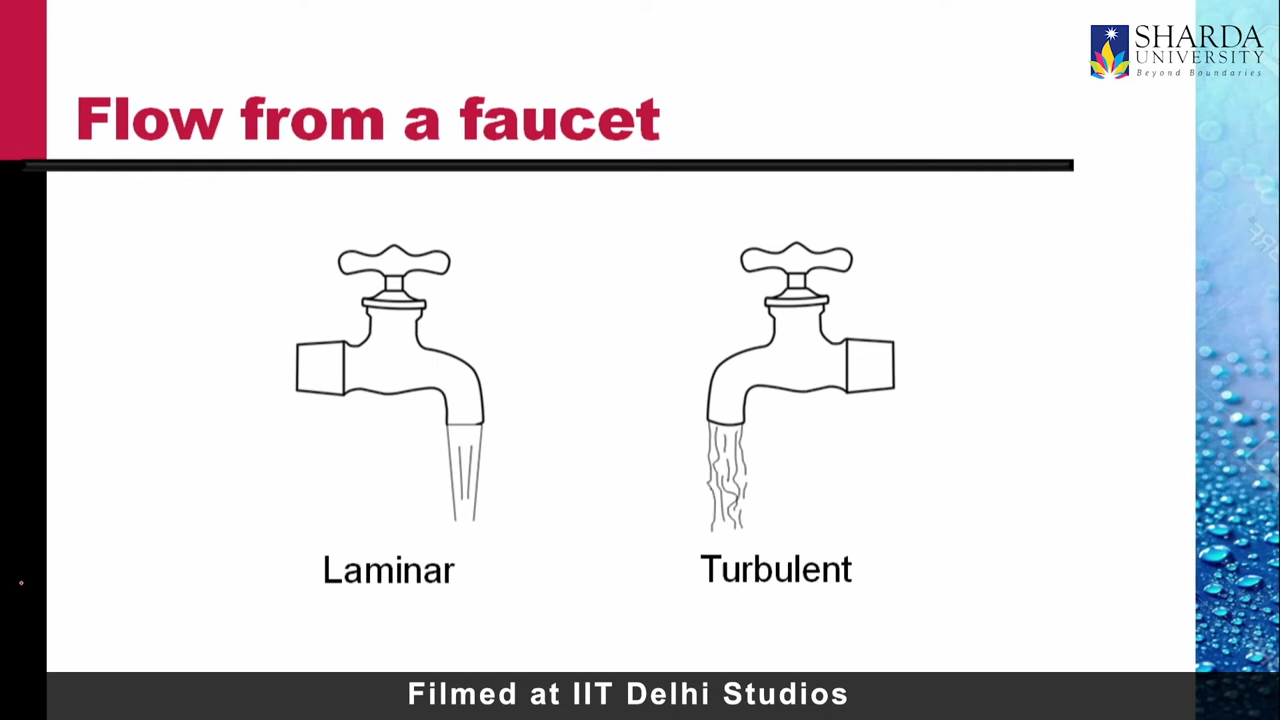 SHARDA
UNIVERSITY
Beyond Boundaries
Flow from a faucet
Laminar
Turbulent
Filmed at IIT Delhi Studios